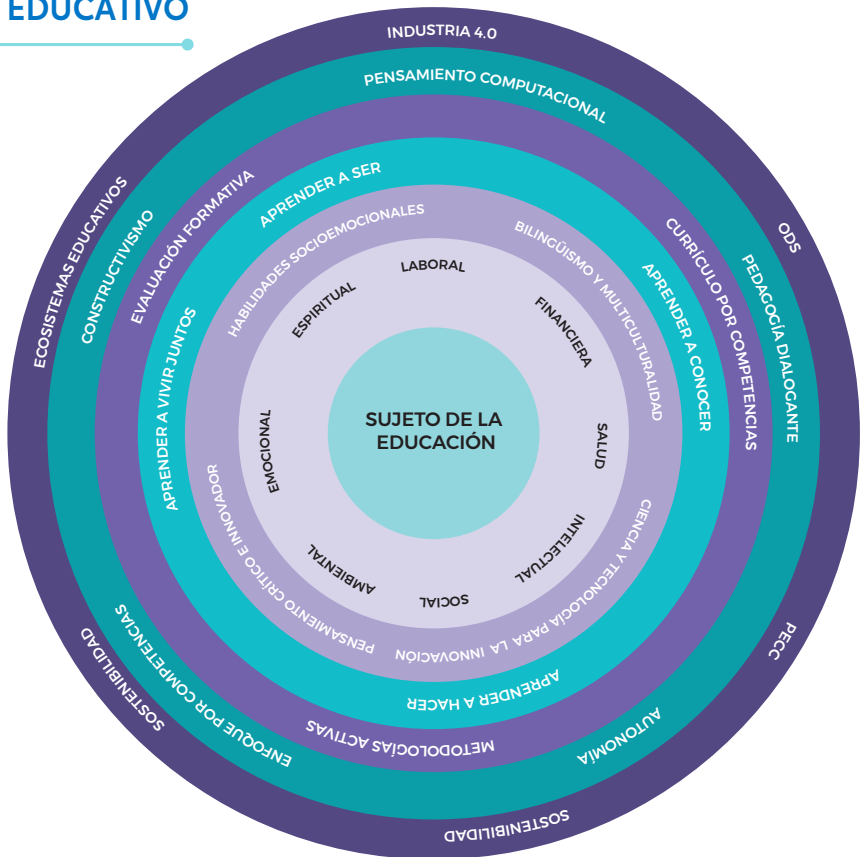 EDUCATIVO
INDUSTRIA 4.0
ODS
PECC
SOSTENIBILIDAD
SOSTENIBILIDAD
ECOSISTEMAS EDUCATIVOS
PENSAMIENTO COMPUTACIONAL
PEDAGOGÍA DIALOGANTE
AUTONOMÍA
ENFOQUE POR COMPETENCIAS
CONSTRUCTIVISMO
EVALUACIÓN FORMATIVA
CURRÍCULO POR COMPETENCIAS
METODOLOGÍAS ACTIVAS
APRENDER A SER
APRENDER A CONOCER
APRENDER A HACER
APRENDER A VIVIR JUNTOS
HABILIDADES SOCIOEMOCIONALES
BILINGÜISMO Y MULTICULTURALIDAD
CIENCIA Y TECNOLOGÍA PARA LA INNOVACIÓN
PENSAMIENTO CRÍTICO E INNOVADOR
LABORAL
FINANCIERA
SALUD
INTELECTUAL
SOCIAL
AMBIENTAL
EMOCIONAL
ESPIRITUAL
SUJETO DE LA
EDUCACIÓN